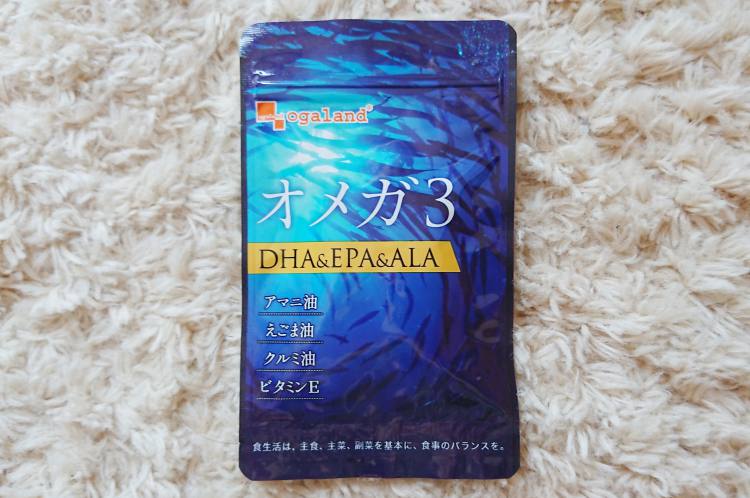 ogaland®
オメガ3
DHA&EPA&ALA
アマニ油
えごま油
クルミ油
ビタミンE
食生活は、主食、主菜、副菜を基本に、食事のバランスを。